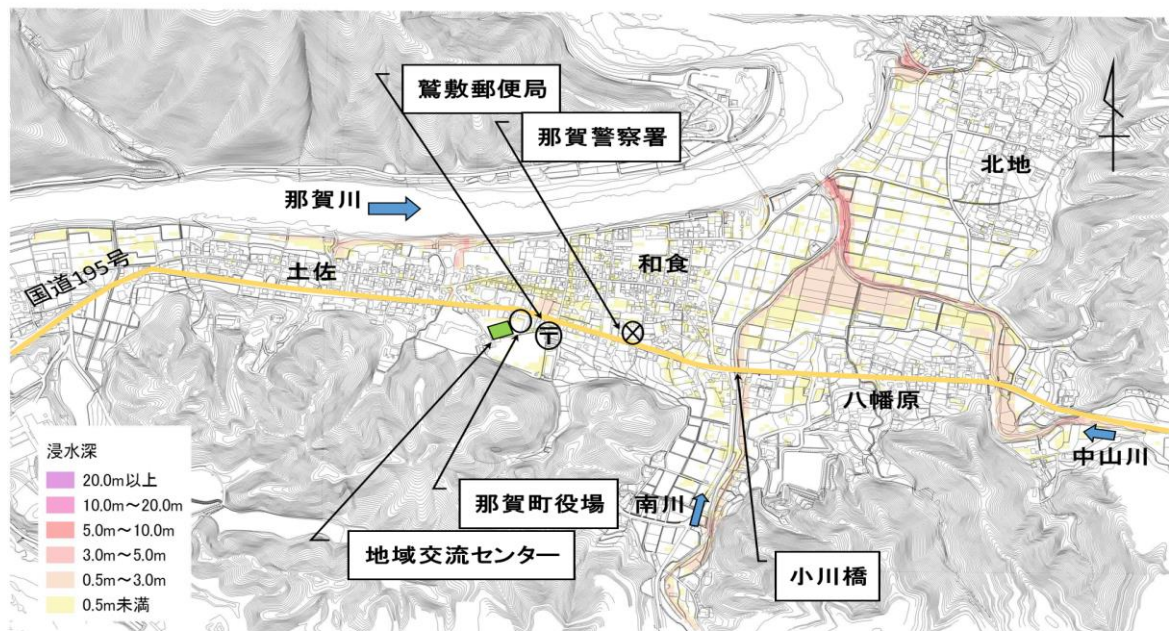 鷲敷郵便局
那賀警察署
北地
那賀川
和食
土佐
国道195号
〒
八幡原
中山川
浸水深
20.0m以上
10.0m～20.0m
5.0m～10.0m
3.0m～5.0m
0.5m～3.0m
0.5m未満
那賀町役場
南川
地域交流センター
小川橋